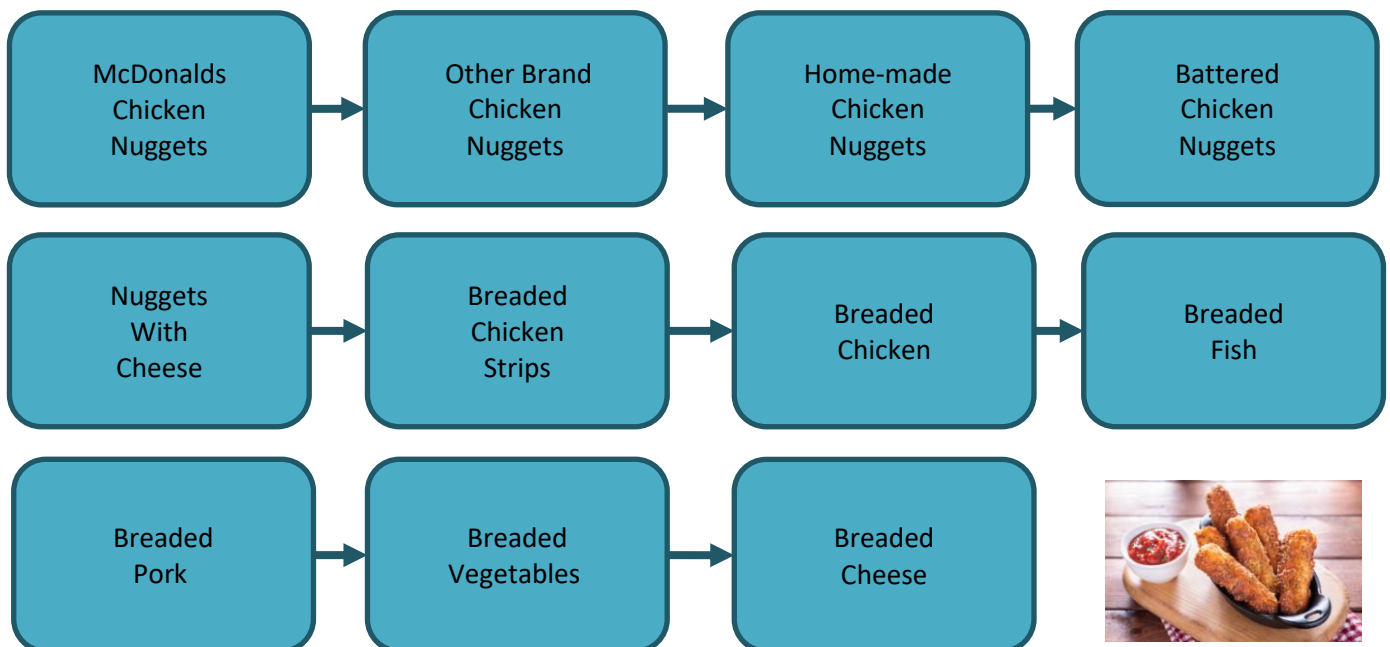 McDonalds
Chicken
Nuggets
Other Brand
Chicken
Nuggets
Home-made
Chicken
Nuggets
Battered
Chicken
Nuggets
Nuggets
With
Cheese
Breaded
Chicken
Strips
Breaded
Chicken
Breaded
Fish
Breaded
Pork
Breaded
Vegetables
Breaded
Cheese